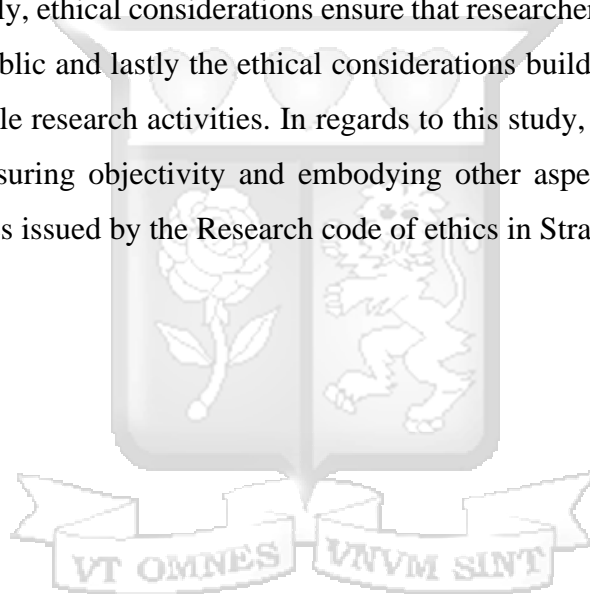 ly, ethical considerations ensure that researcher
blic and lastly the ethical considerations build
le research activities. In regards to this study,
suring objectivity and embodying other aspe
s issued by the Research code of ethics in Stra
VT OMNES VNVM SINT